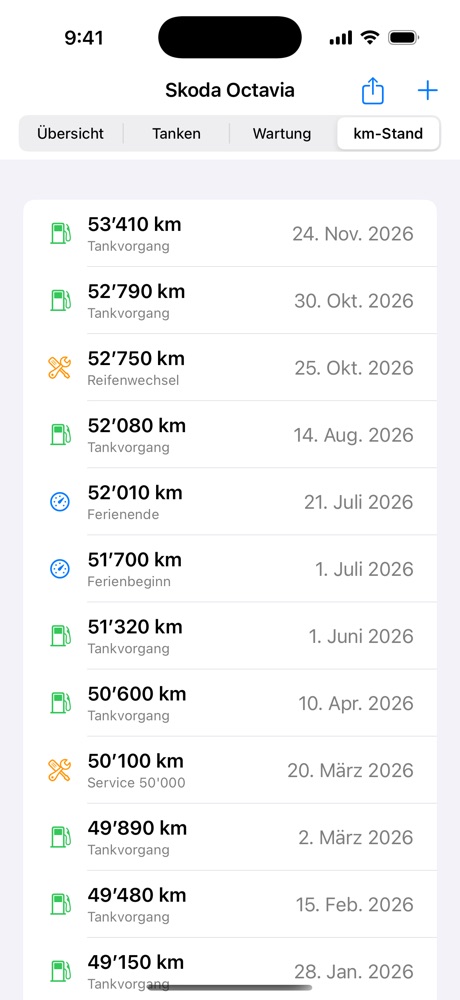 9:41
Skoda Octavia
Übersicht Tanken Wartung km-Stand
53’410 km
Tankvorgang
24. Nov. 2026
52’790 km
Tankvorgang
30. Okt. 2026
52’750 km
Reifenwechsel
25. Okt. 2026
52’080 km
Tankvorgang
14. Aug. 2026
52’010 km
Ferienende
21. Juli 2026
51’700 km
Ferienbeginn
1. Juli 2026
51’320 km
Tankvorgang
1. Juni 2026
50’600 km
Tankvorgang
10. Apr. 2026
50’100 km
Service 50'000
20. März 2026
49’890 km
Tankvorgang
2. März 2026
49’480 km
Tankvorgang
15. Feb. 2026
49’150 km
Tankvorgang
28. Jan. 2026